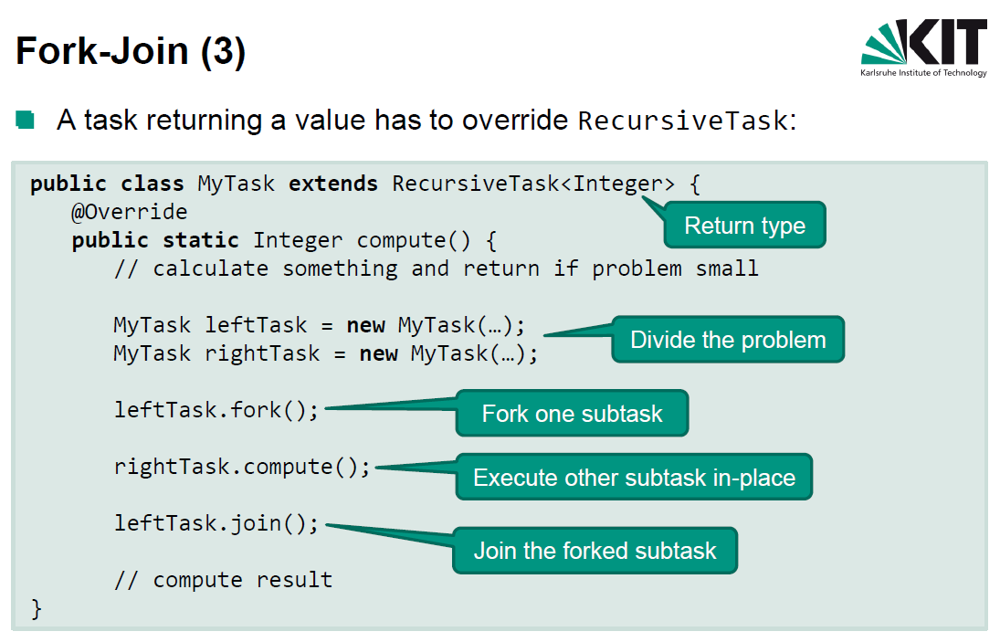 Fork-Join (3)
KIT
Karlsruhe Institute of Technology
A task returning a value has to override RecursiveTask:
public class MyTask extends RecursiveTask<Integer> {
@Override
Return type
public static Integer compute() {
// calculate something and return if problem small
MyTask leftTask = new MyTask(…);
Divide the problem
MyTask rightTask = new MyTask(…);
leftTask.fork();
Fork one subtask
rightTask.compute();
Execute other subtask in-place
leftTask.join();
Join the forked subtask
// compute result
}